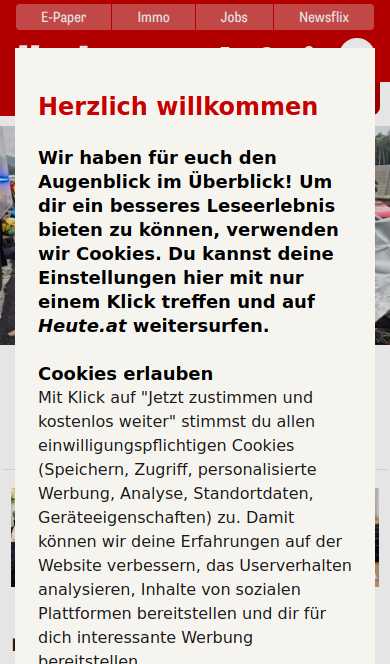 E-Paper
Immo
Jobs
Newsflix
Herzlich willkommen
Wir haben für euch den
Augenblick im Überblick! Um
dir ein besseres Leseerlebnis
bieten zu können, verwenden
wir Cookies. Du kannst deine
Einstellungen hier mit nur
einem Klick treffen und auf
Heute.at weitersurfen.
Cookies erlauben
Mit Klick auf "Jetzt zustimmen und
kostenlos weiter" stimmst du allen
einwilligungspflichtigen Cookies
(Speichern, Zugriff, personalisierte
Werbung, Analyse, Standortdaten,
Geräteeigenschaften) zu. Damit
können wir deine Erfahrungen auf der
Website verbessern, das Userverhalten
analysieren, Inhalte von sozialen
Plattformen bereitstellen und dir für
dich interessante Werbung
bereitstellen